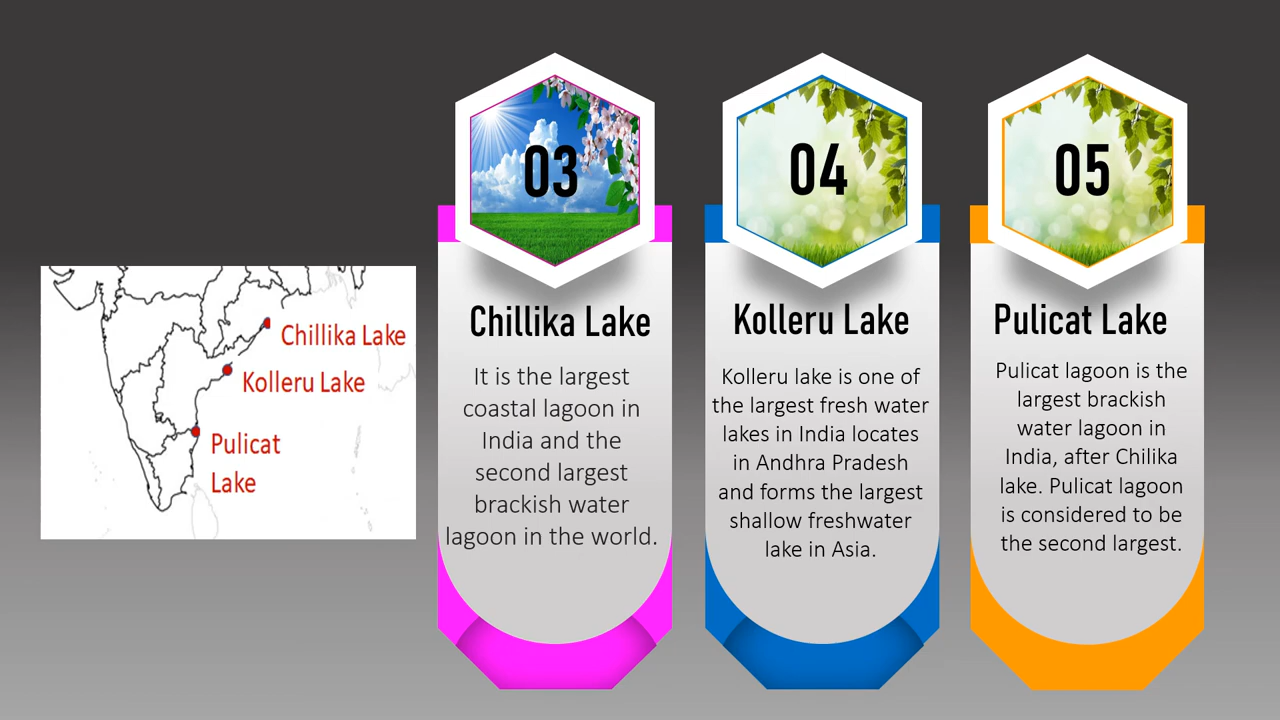 Chillika Lake
Kolleru Lake
Pulicat
Lake
03
Chillika Lake
It is the largest
coastal lagoon in
India and the
second largest
brackish water
lagoon in the world.
04
Kolleru Lake
Kolleru lake is one of
the largest fresh water
lakes in India locates
in Andhra Pradesh
and forms the largest
shallow freshwater
lake in Asia.
05
Pulicat Lake
Pulicat lagoon is the
largest brackish
water lagoon in
India, after Chilika
lake. Pulicat lagoon
is considered to be
the second largest.